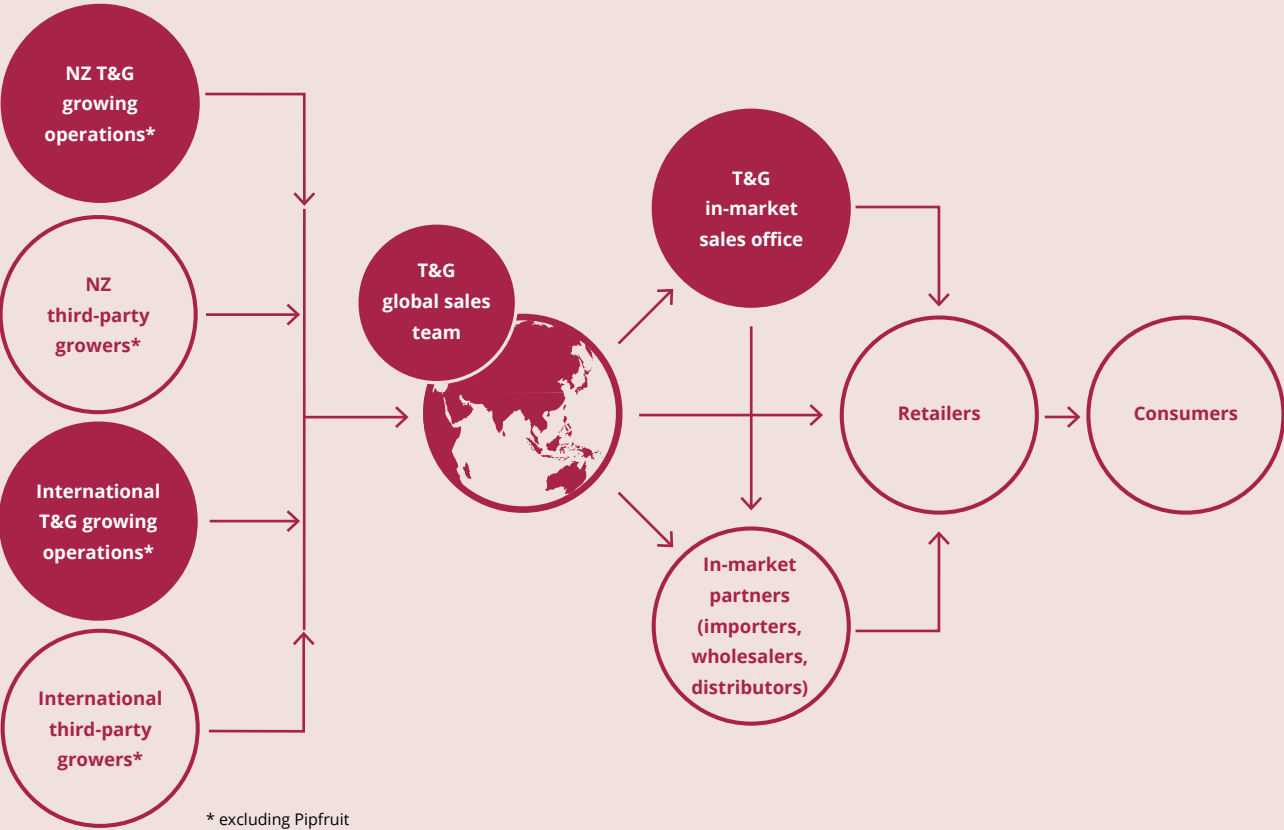 NZ T&G
growing
operations*
NZ
third-party
growers*
International
T&G growing
operations*
International
third-party
growers*
* excluding Pipfruit
T&G
global sales
team
T&G
in-market
sales office
In-market
partners
(importers,
wholesalers,
distributors)
Retailers
Consumers